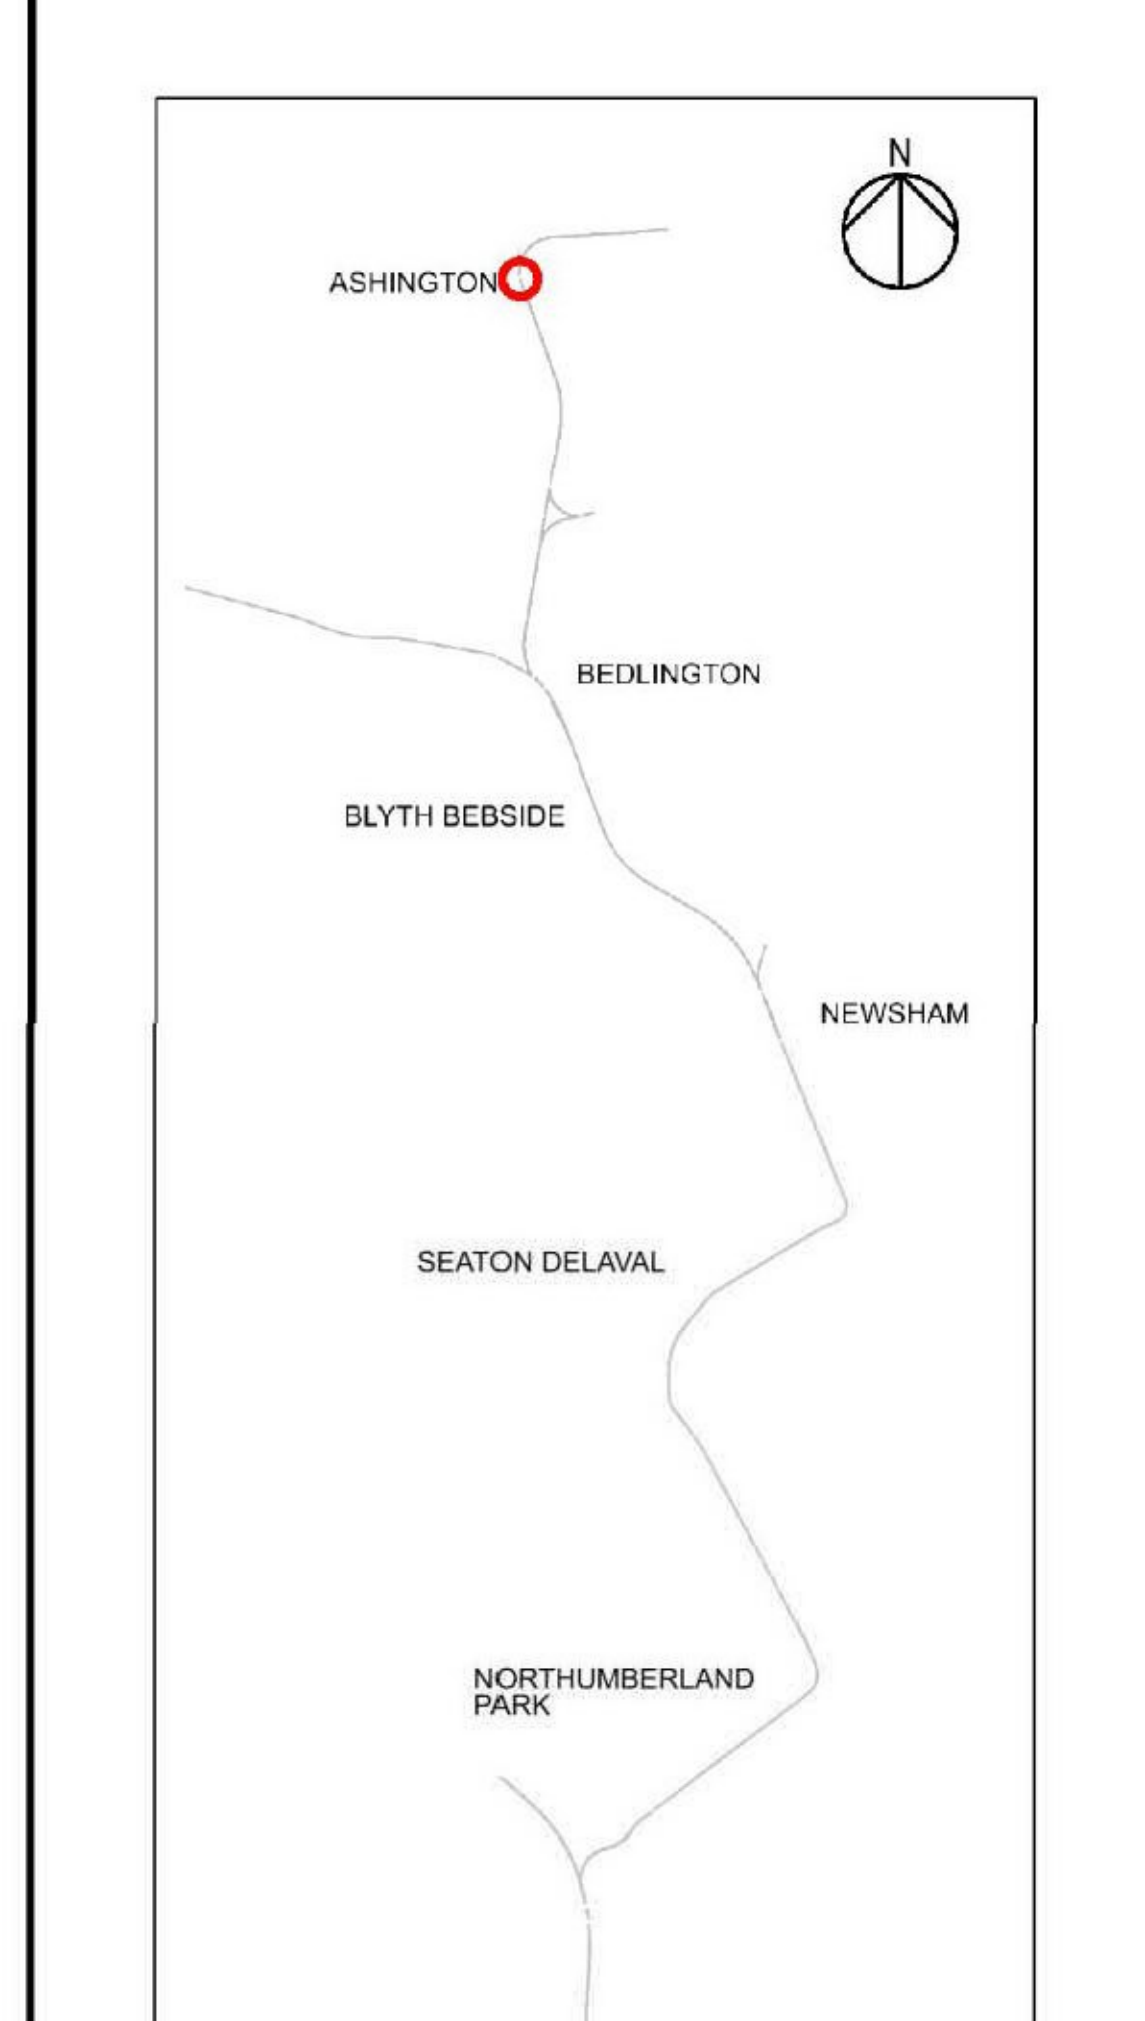 N
ASHINGTON
BEDLINGTON
BLYTH BEBSIDE
NEWSHAM
SEATON DELAVAL
NORTHUMBERLAND
PARK